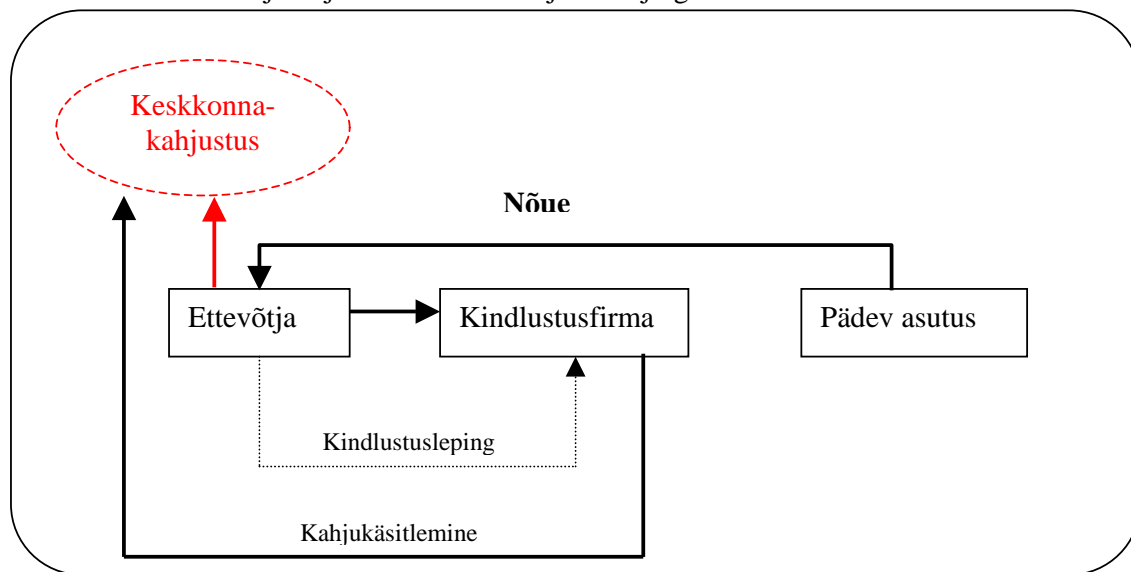 Keskkonna-
kahjustus
Nõue
Ettevõtja
Kindlustusfirma
Pädev asutus
Kindlustusleping
Kahjukäsitlemine